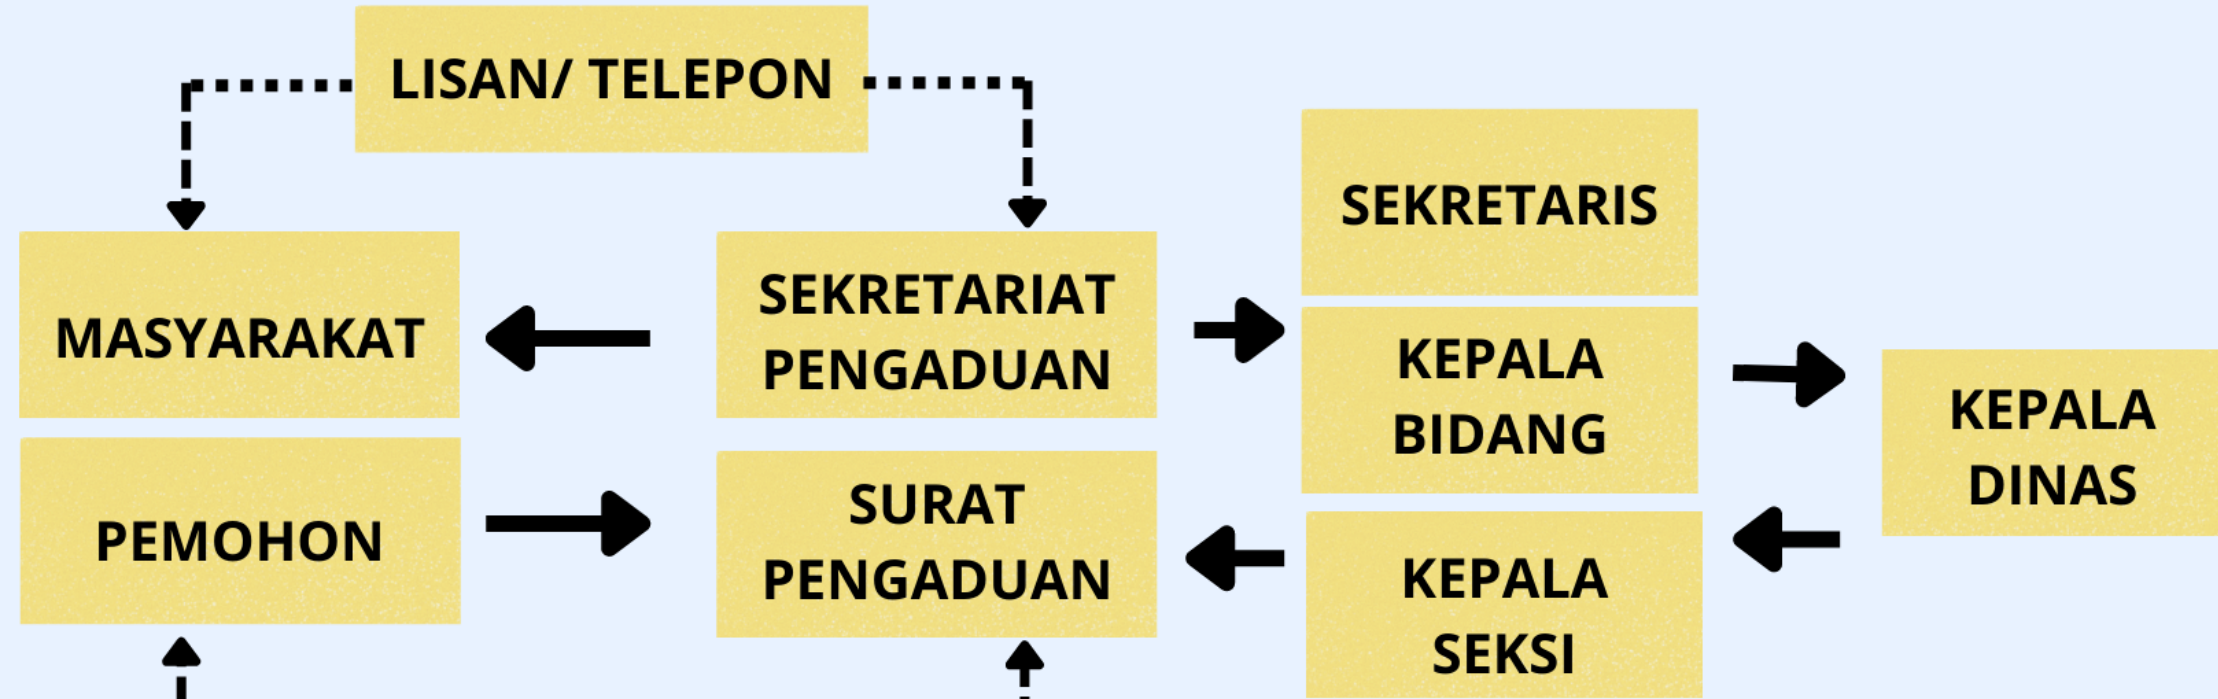 LISAN/ TELEPON
MASYARAKAT
PEMOHON
SEKRETARIAT
PENGADUAN
SURAT
PENGADUAN
SEKRETARIS
KEPALA
BIDANG
KEPALA
SEKSI
KEPALA
DINAS